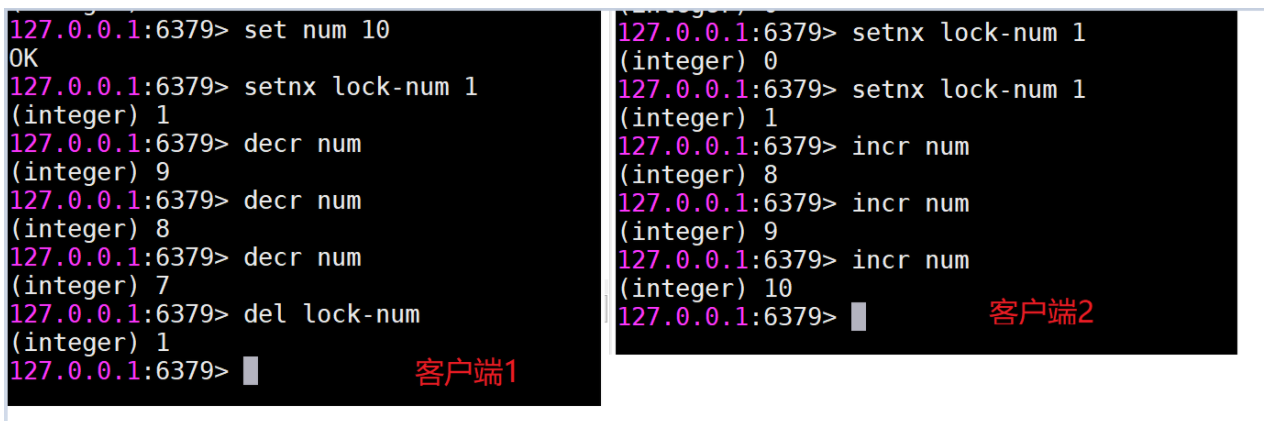 127.0.0.1:6379> set num 10
OK
127.0.0.1:6379> setnx lock-num 1
(integer) 1
127.0.0.1:6379> decr num
(integer) 9
127.0.0.1:6379> decr num
(integer) 8
127.0.0.1:6379> decr num
(integer) 7
127.0.0.1:6379> del lock-num
(integer) 1
127.0.0.1:6379>
客户端1
127.0.0.1:6379> setnx lock-num 1
(integer) 0
127.0.0.1:6379> setnx lock-num 1
(integer) 1
127.0.0.1:6379> incr num
(integer) 8
127.0.0.1:6379> incr num
(integer) 9
127.0.0.1:6379> incr num
(integer) 10
127.0.0.1:6379>
客户端2